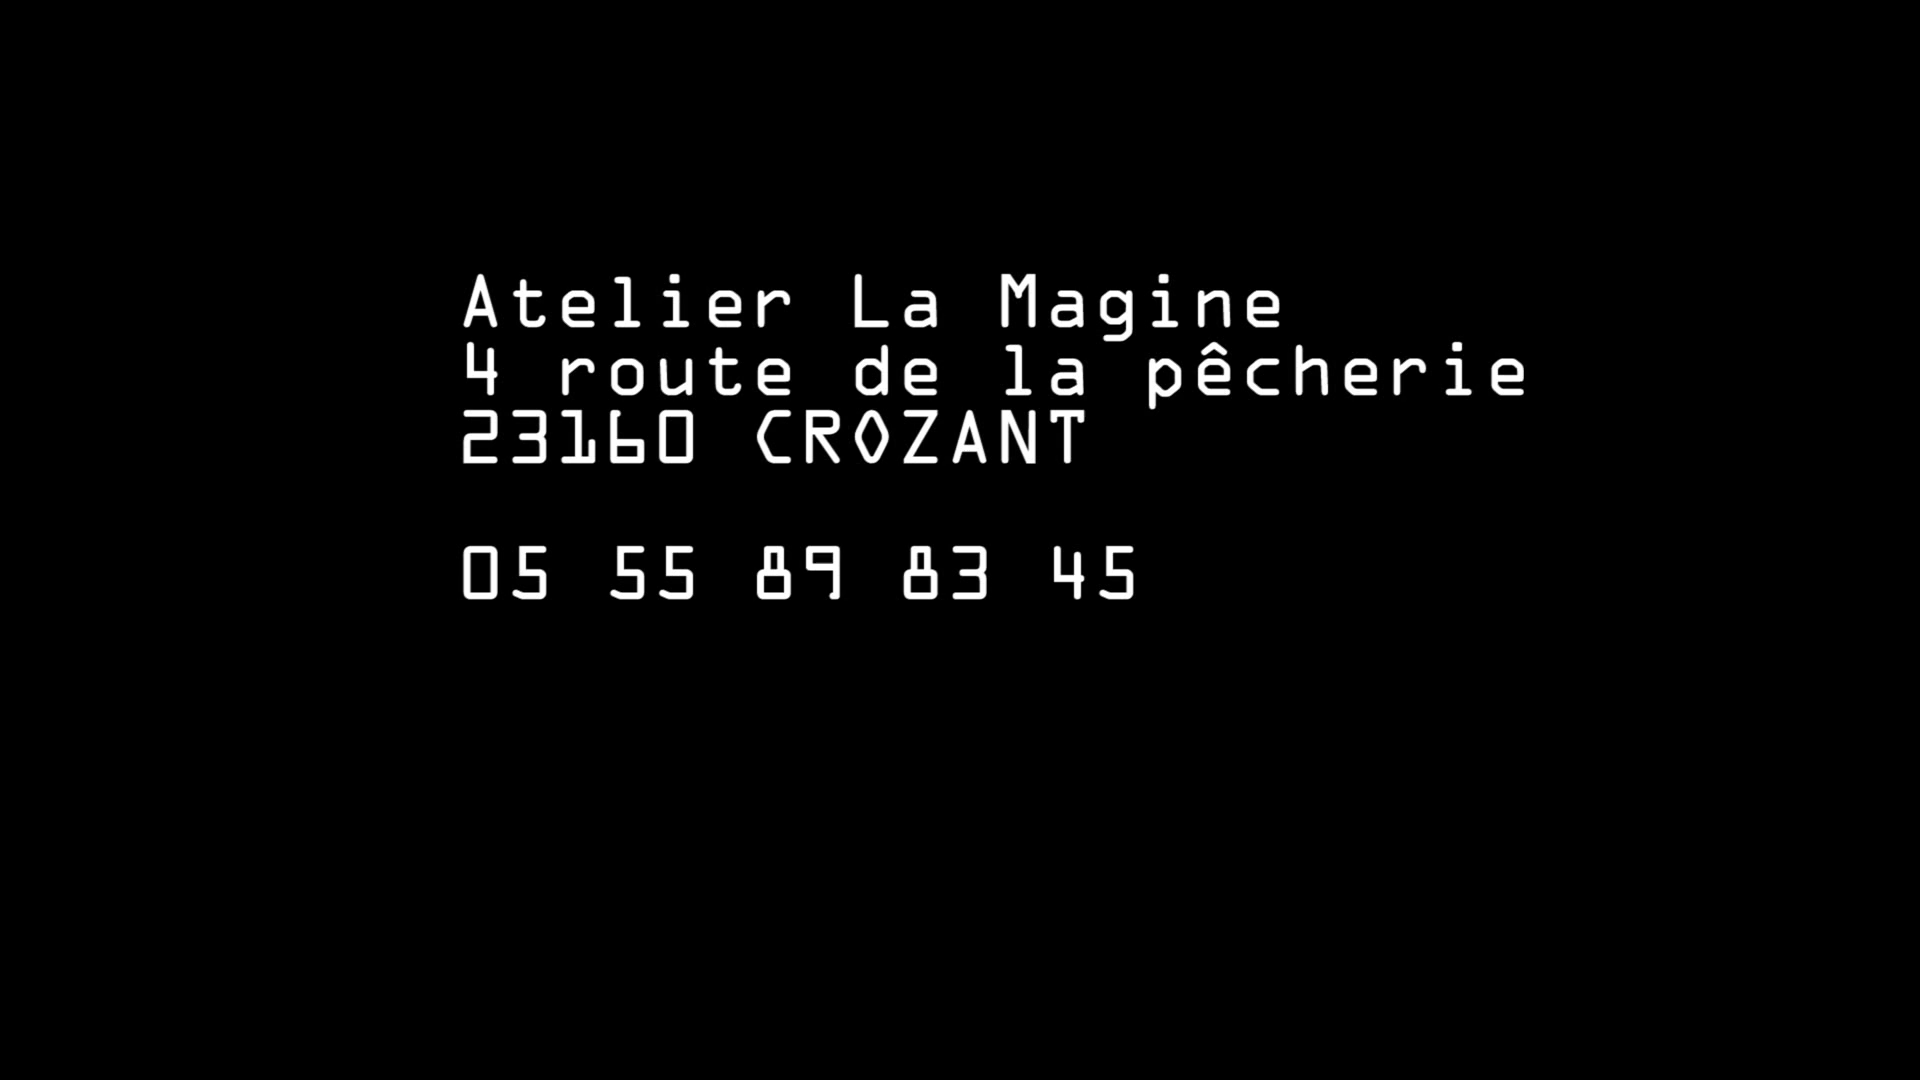 Atelier La Magine
4 route de la pêcherie
23160 CROZANT
05 55 89 83 45